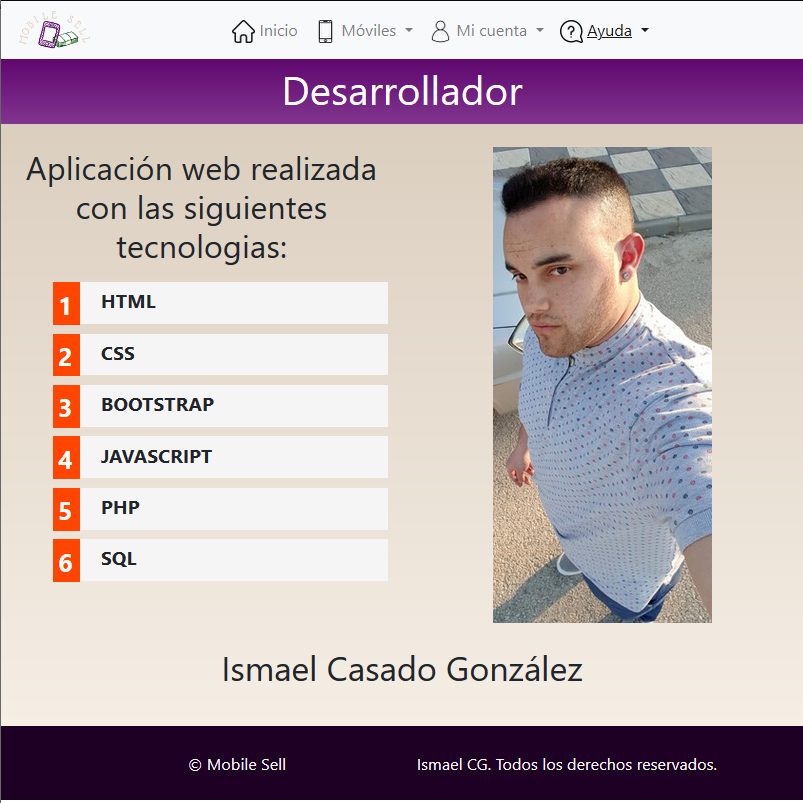 MOBILE SELL
Inicio
Móviles
Mi cuenta
Ayuda
Desarrollador
Aplicación web realizada
con las siguientes
tecnologias:
1 HTML
2 CSS
3 BOOTSTRAP
4 JAVASCRIPT
5 PHP
6 SQL
Ismael Casado González
© Mobile Sell
Ismael CG. Todos los derechos reservados.